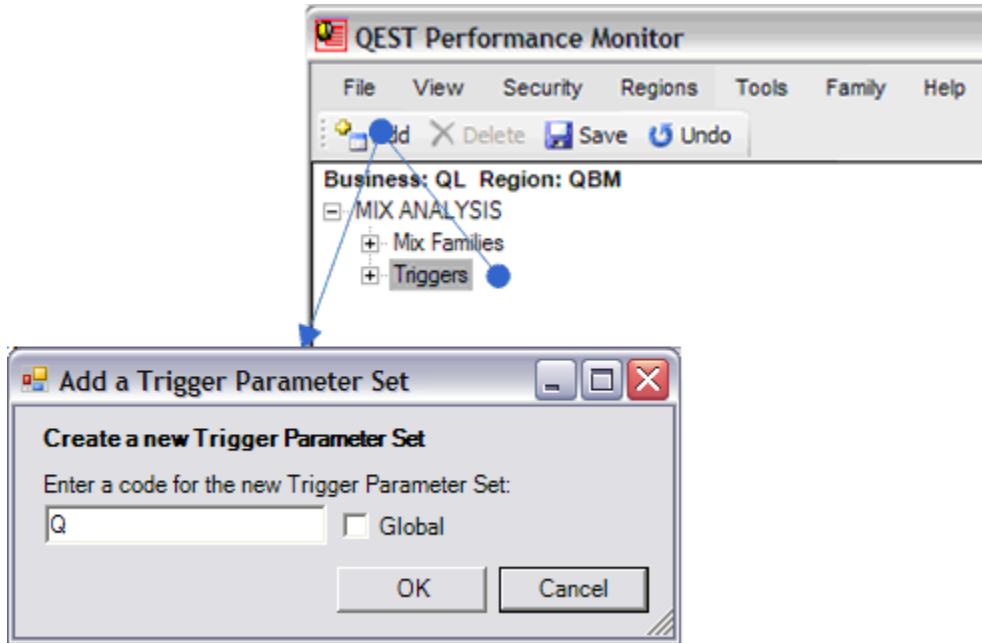 QEST Performance Monitor
File View Security Regions Tools Family Help
Add Delete Save Undo
Business: QL Region: QBM
MIX ANALYSIS
Mix Families
Triggers
Add a Trigger Parameter Set
Create a new Trigger Parameter Set
Enter a code for the new Trigger Parameter Set:
Q Global
OK Cancel